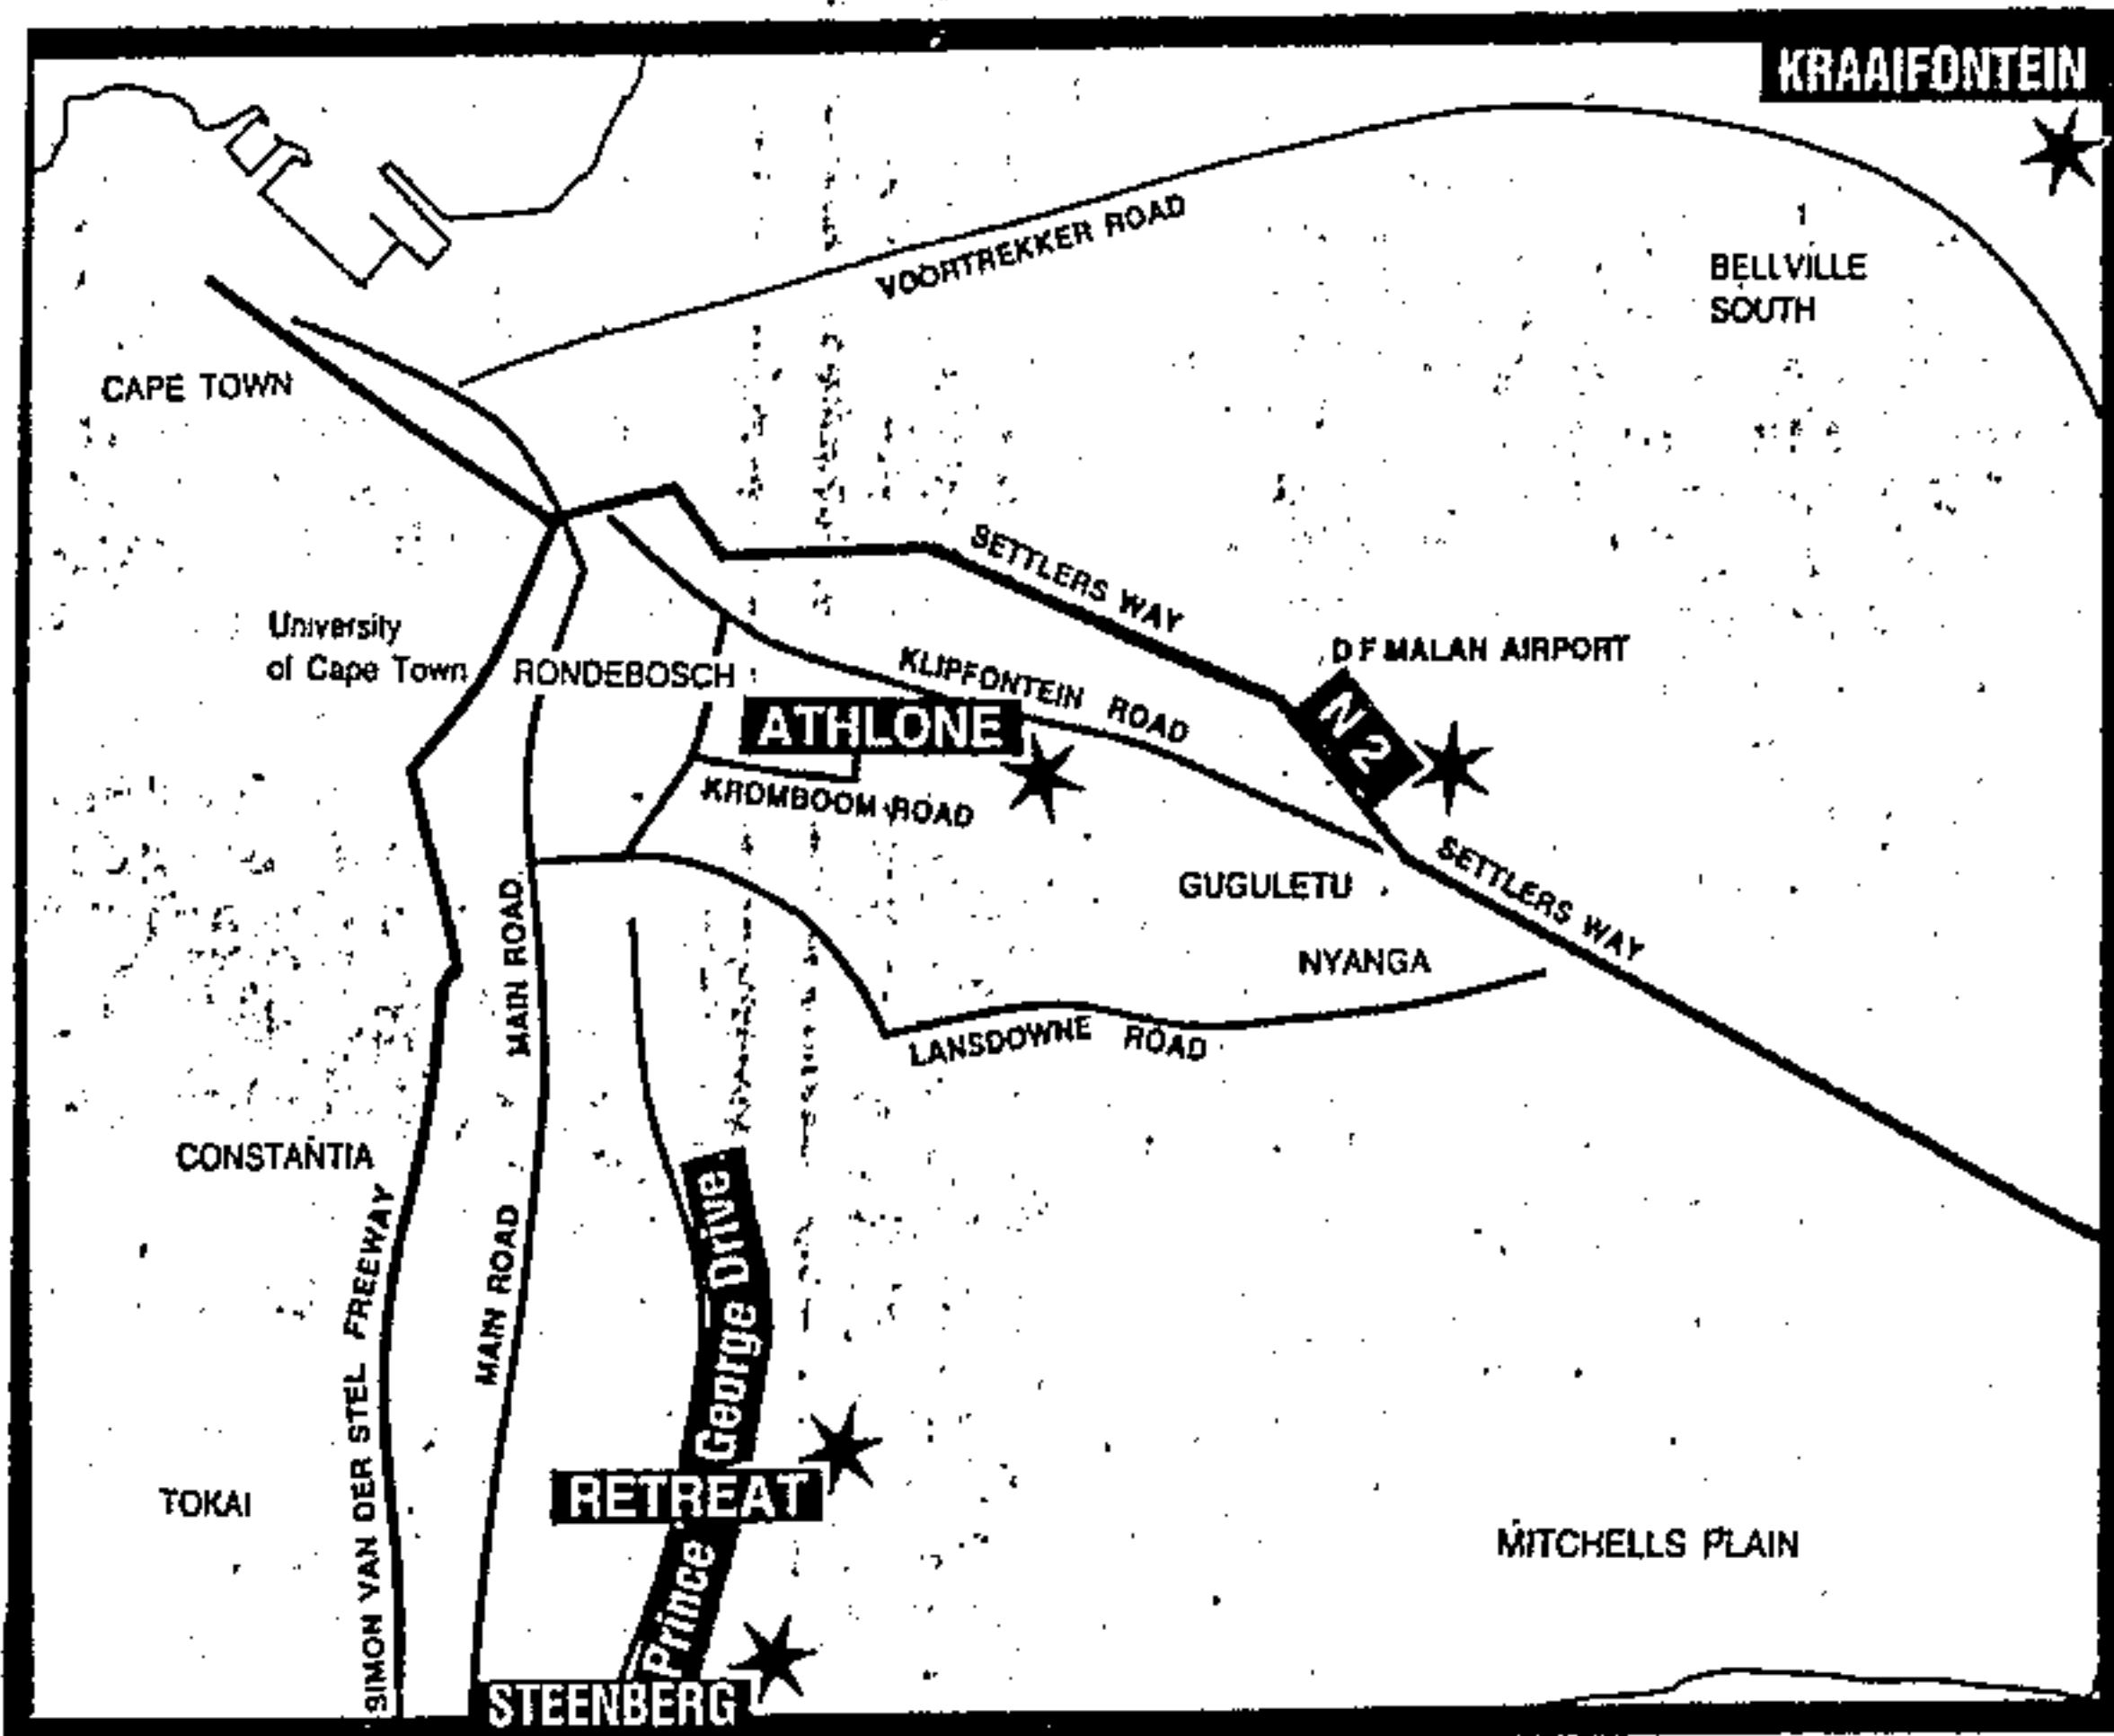 KRAAIFONTEIN
VOORTREKKER ROAD
BELLVILLE
SOUTH
CAPE TOWN
SETTLERS WAY
University
of Cape Town
RONDEBOSCH
KLIPFONTEIN ROAD
D F MALAN AIRPORT
ATHLONE
N2
KROMBOOM ROAD
SETTLERS WAY
GUGULETU
NYANGA
MAIN ROAD
LANSDOWNE ROAD
CONSTANTIA
SIMON VAN DER STEL FREEWAY
MAIN ROAD
Prince George Drive
TOKAI
RETREAT
MITCHELLS PLAIN
STEENBERG